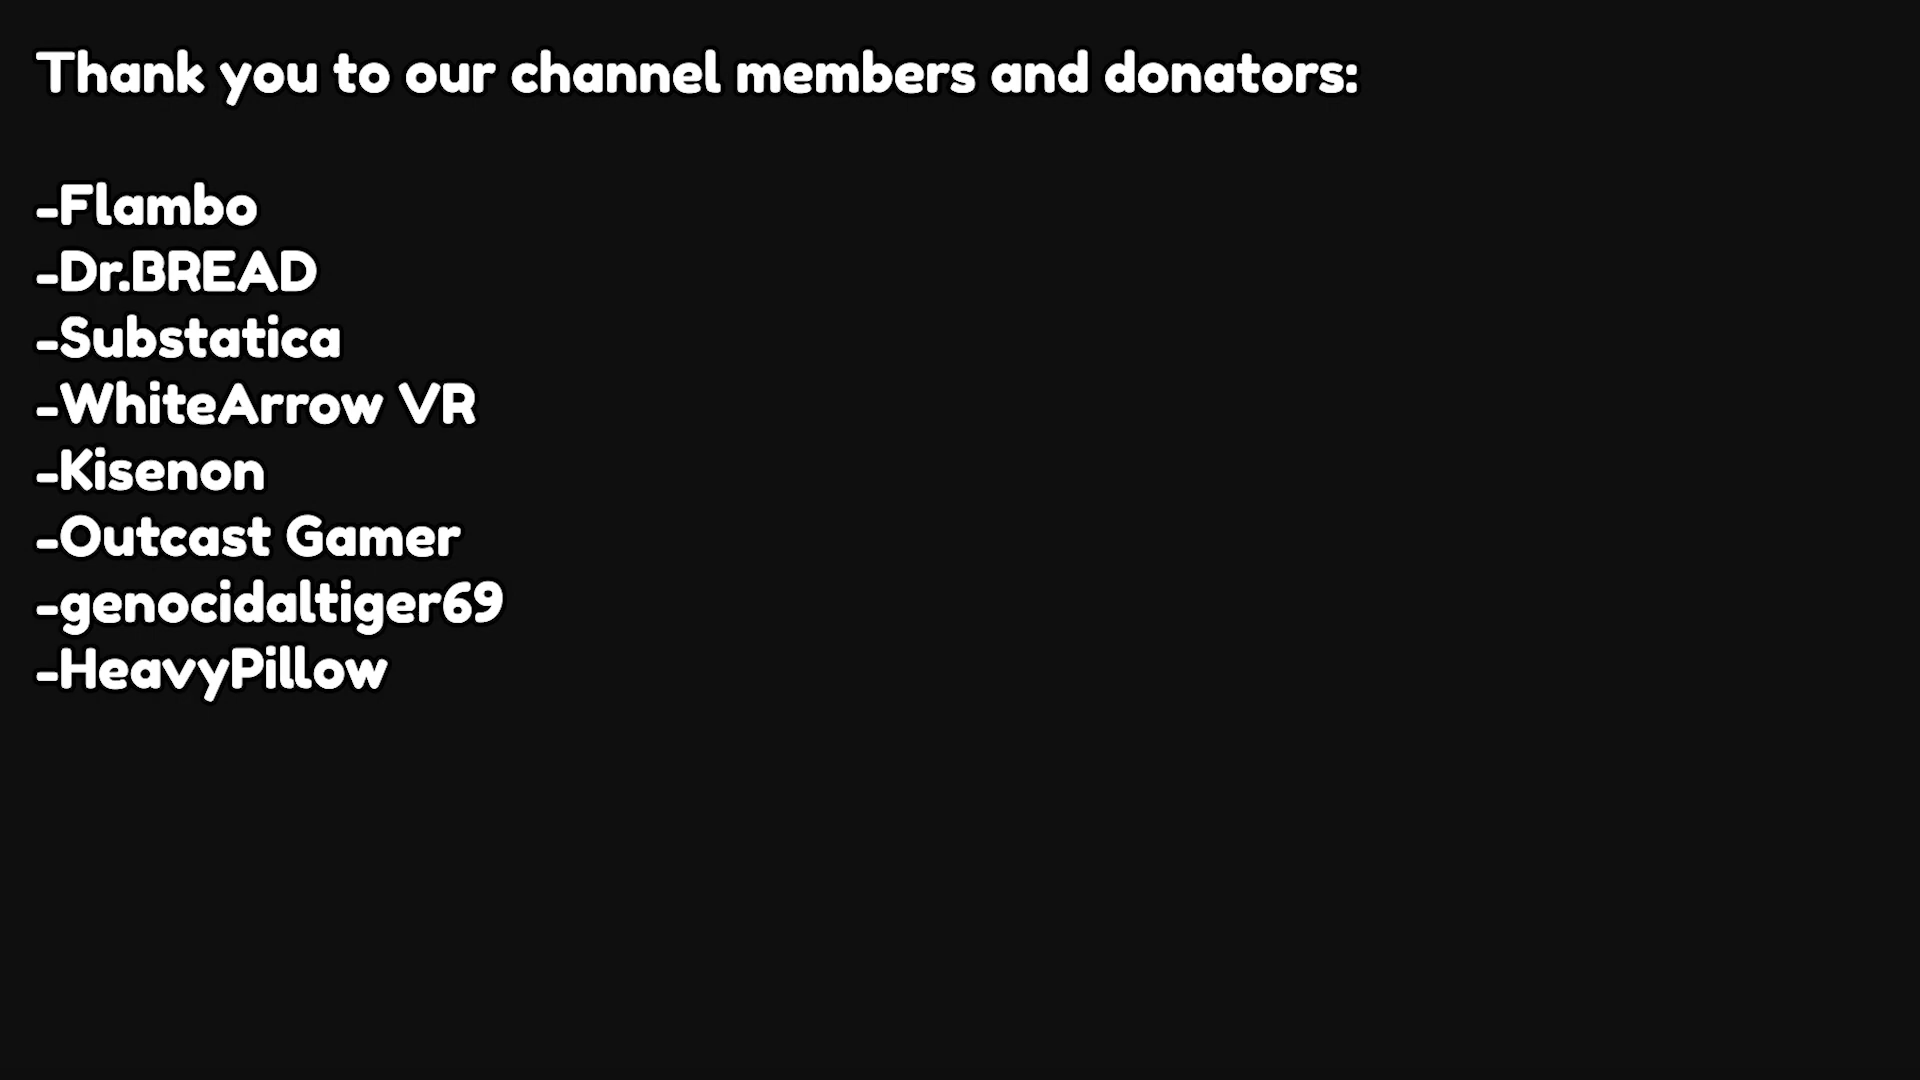 Thank you to our channel members and donators:
-Flambo
-Dr.BREAD
-Substatica
-WhiteArrow VR
-Kisenon
-Outcast Gamer
-genocidaltiger69
-HeavyPillow